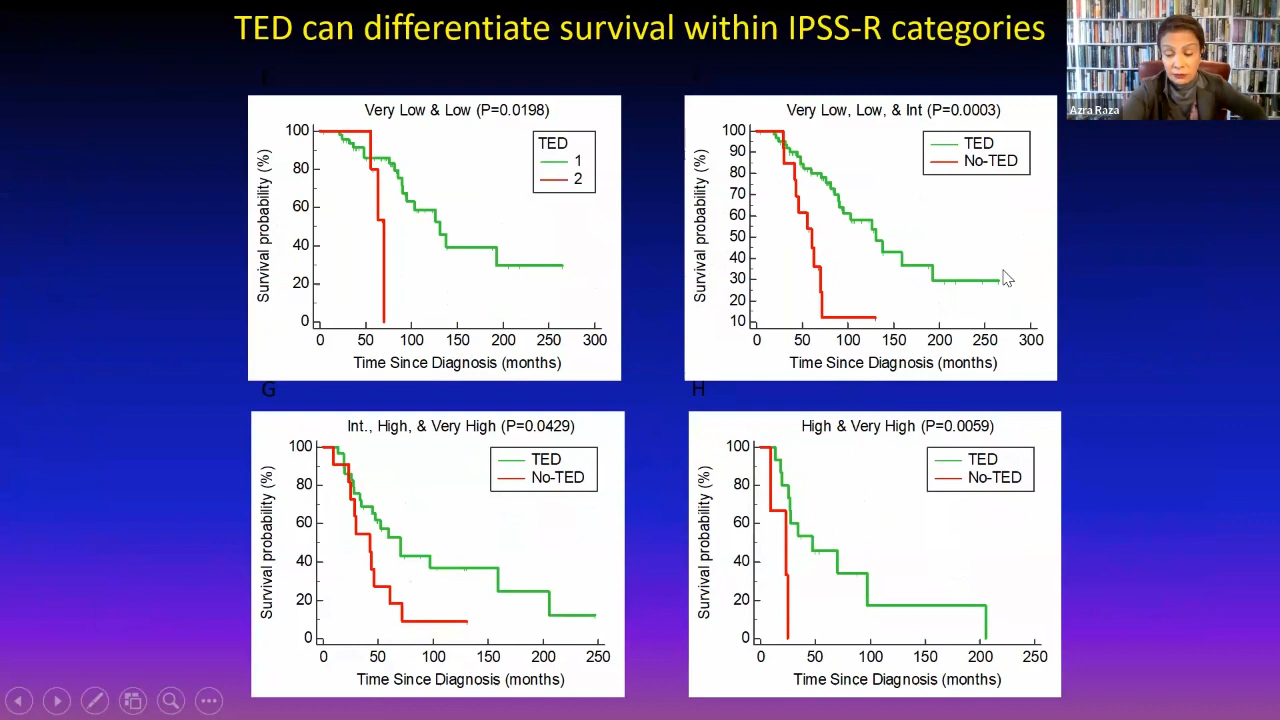 TED can differentiate survival within IPSS-R categories
Azra Raza
Very Low & Low (P=0.0198)
Survival probability (%)
100
80
60
40
20
0
TED
1
2
0 50 100 150 200 250 300
Time Since Diagnosis (months)
Very Low, Low, & Int (P=0.0003)
Survival probability (%)
100
90
80
70
60
50
40
30
20
10
TED
No-TED
0 50 100 150 200 250 300
Time Since Diagnosis (months)
G
Int., High, & Very High (P=0.0429)
Survival probability (%)
100
80
60
40
20
0
TED
No-TED
0 50 100 150 200 250
Time Since Diagnosis (months)
H
High & Very High (P=0.0059)
Survival probability (%)
100
80
60
40
20
0
TED
No-TED
0 50 100 150 200 250
Time Since Diagnosis (months)